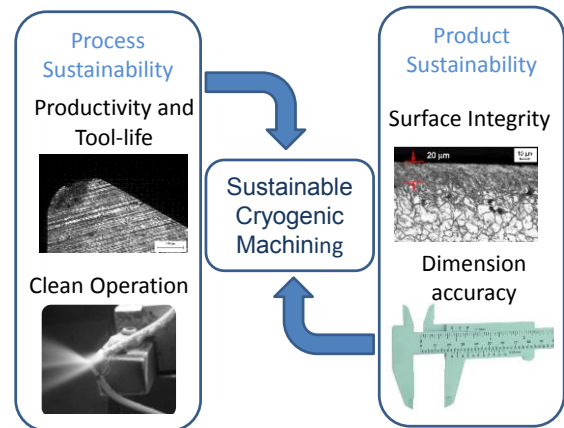 Process
Sustainability
Productivity and
Tool-life
Clean Operation
Sustainable
Cryogenic
Machining
Product
Sustainability
Surface Integrity
20 µm
10 µm
Dimension
accuracy